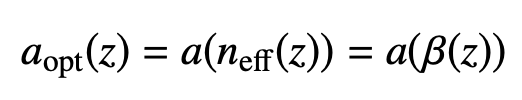 a_opt(z) = a(n_eff(z)) = a(β(z))